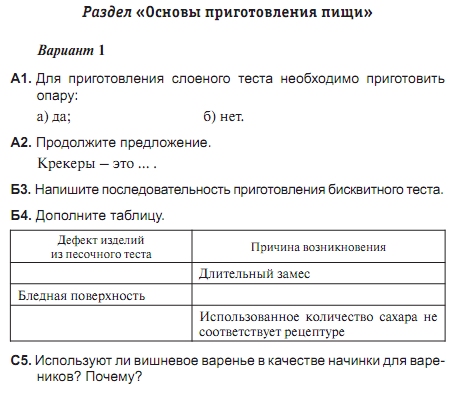 Раздел «Основы приготовления пищи»
Вариант 1
А1. Для приготовления слоеного теста необходимо приготовить
опару:
а) да; б) нет.
А2. Продолжите предложение.
Крекеры – это ... .
Б3. Напишите последовательность приготовления бисквитного теста.
Б4. Дополните таблицу.
Дефект изделий
из песочного теста
Причина возникновения
Длительный замес
Бледная поверхность
Использованное количество сахара не
соответствует рецептуре
С5. Используют ли вишневое варенье в качестве начинки для варе-
ников? Почему?